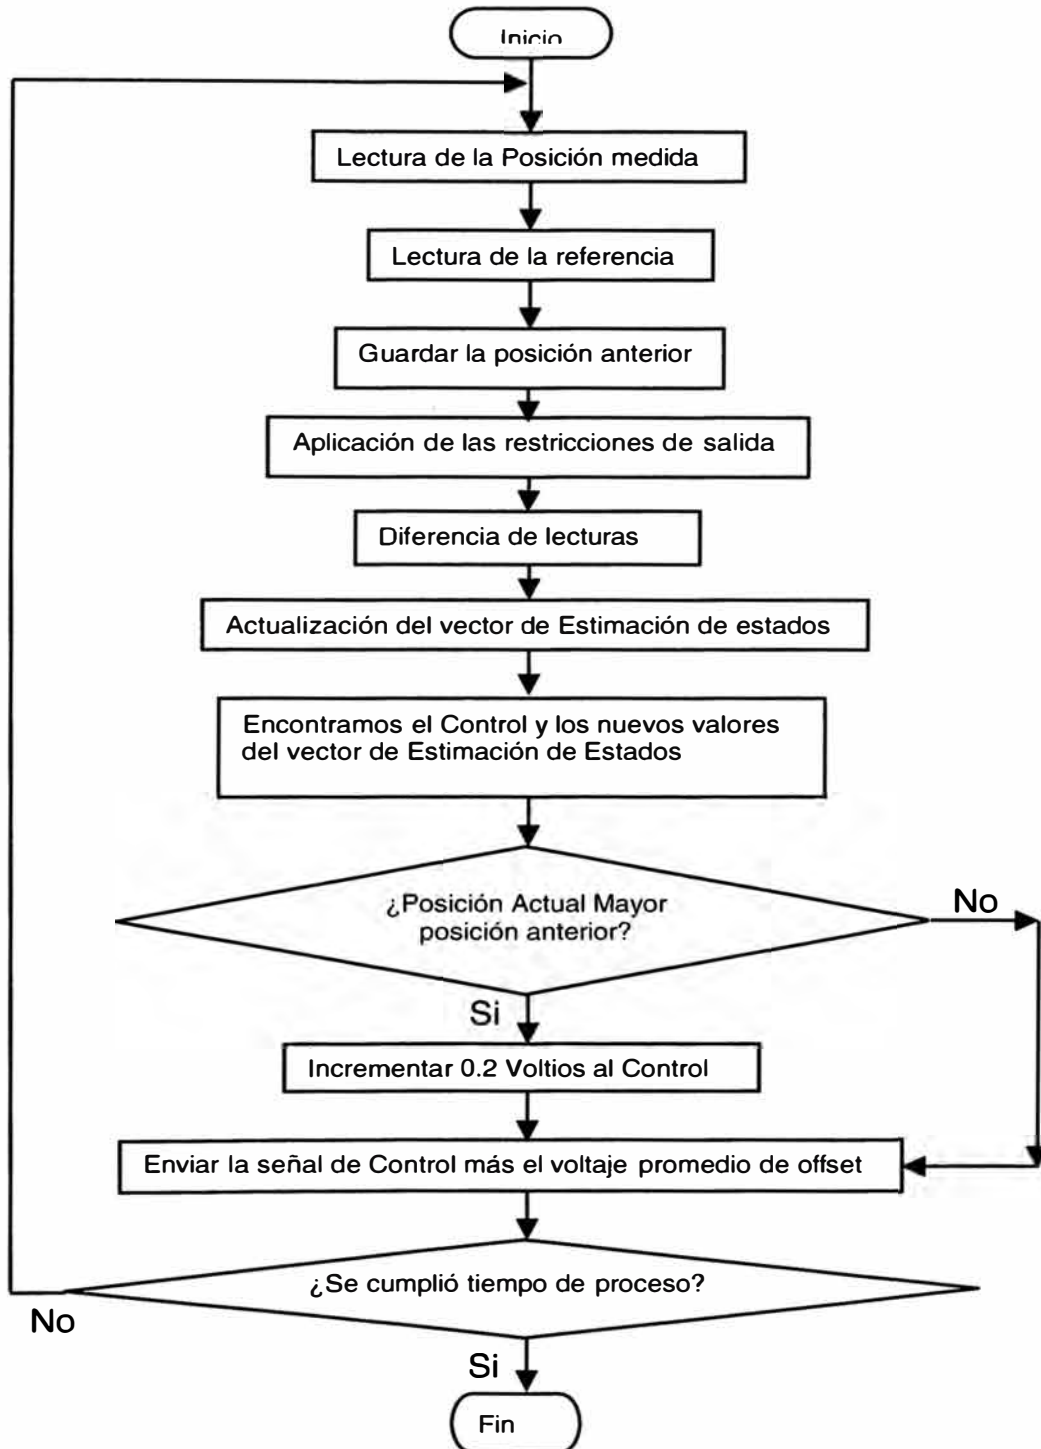 Inicio
Lectura de la Posición medida
Lectura de la referencia
Guardar la posición anterior
Aplicación de las restricciones de salida
Diferencia de lecturas
Actualización del vector de Estimación de estados
Encontramos el Control y los nuevos valores
del vector de Estimación de Estados
¿Posición Actual Mayor
posición anterior?
No
Si
Incrementar 0.2 Voltios al Control
Enviar la señal de Control más el voltaje promedio de offset
¿Se cumplió tiempo de proceso?
No
Si
Fin